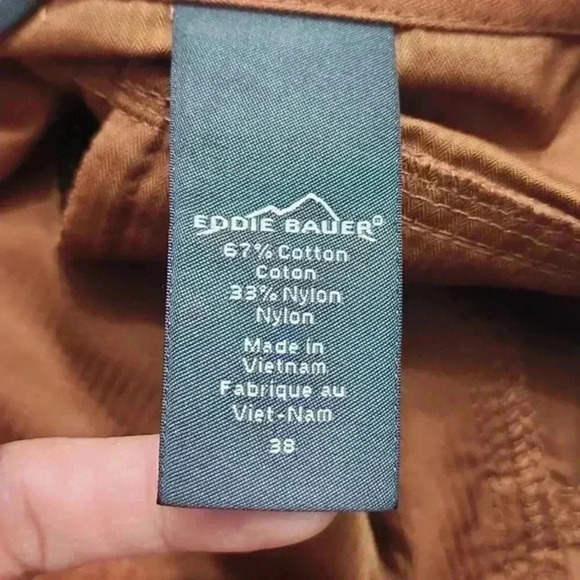 EDDIE BAUER®
67% Cotton
Coton
33% Nylon
Nylon
Made in
Vietnam
Fabrique au
Viet-Nam
38